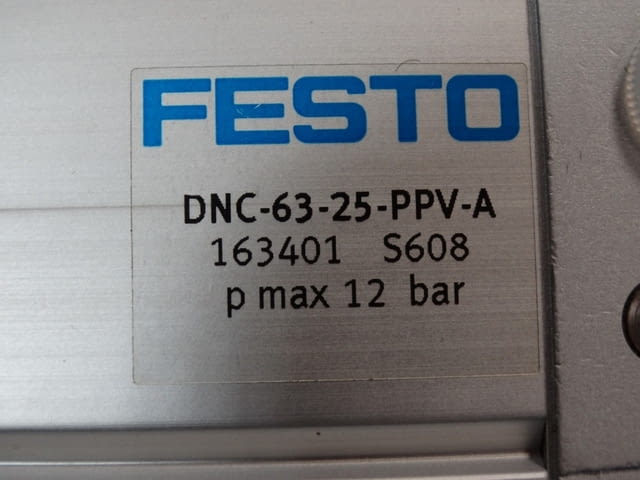 FESTO
DNC-63-25-PPV-A
163401 S608
p max 12 bar